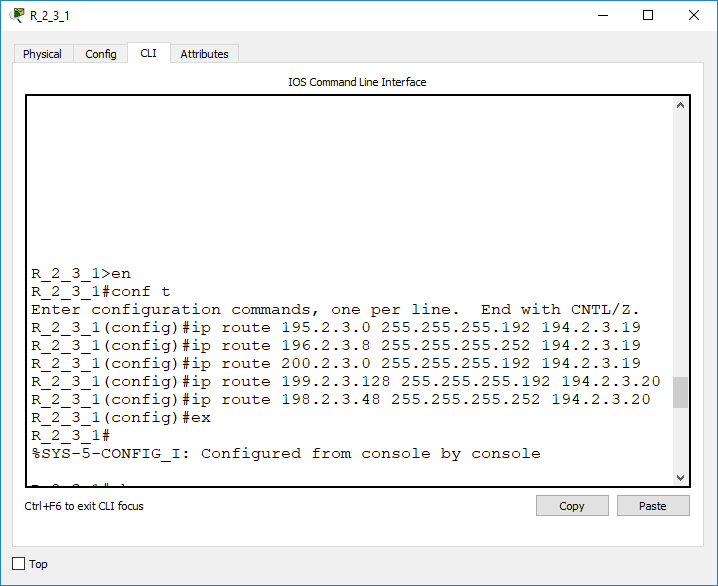 R_2_3_1
Physical Config CLI Attributes
IOS Command Line Interface
R_2_3_1>en
R_2_3_1#conf t
Enter configuration commands, one per line.  End with CNTL/Z.
R_2_3_1(config)#ip route 195.2.3.0 255.255.255.192 194.2.3.19
R_2_3_1(config)#ip route 196.2.3.8 255.255.255.252 194.2.3.19
R_2_3_1(config)#ip route 200.2.3.0 255.255.255.192 194.2.3.19
R_2_3_1(config)#ip route 199.2.3.128 255.255.255.192 194.2.3.20
R_2_3_1(config)#ip route 198.2.3.48 255.255.255.252 194.2.3.20
R_2_3_1(config)#ex
R_2_3_1#
%SYS-5-CONFIG_I: Configured from console by console
Ctrl+F6 to exit CLI focus
Copy Paste
Top